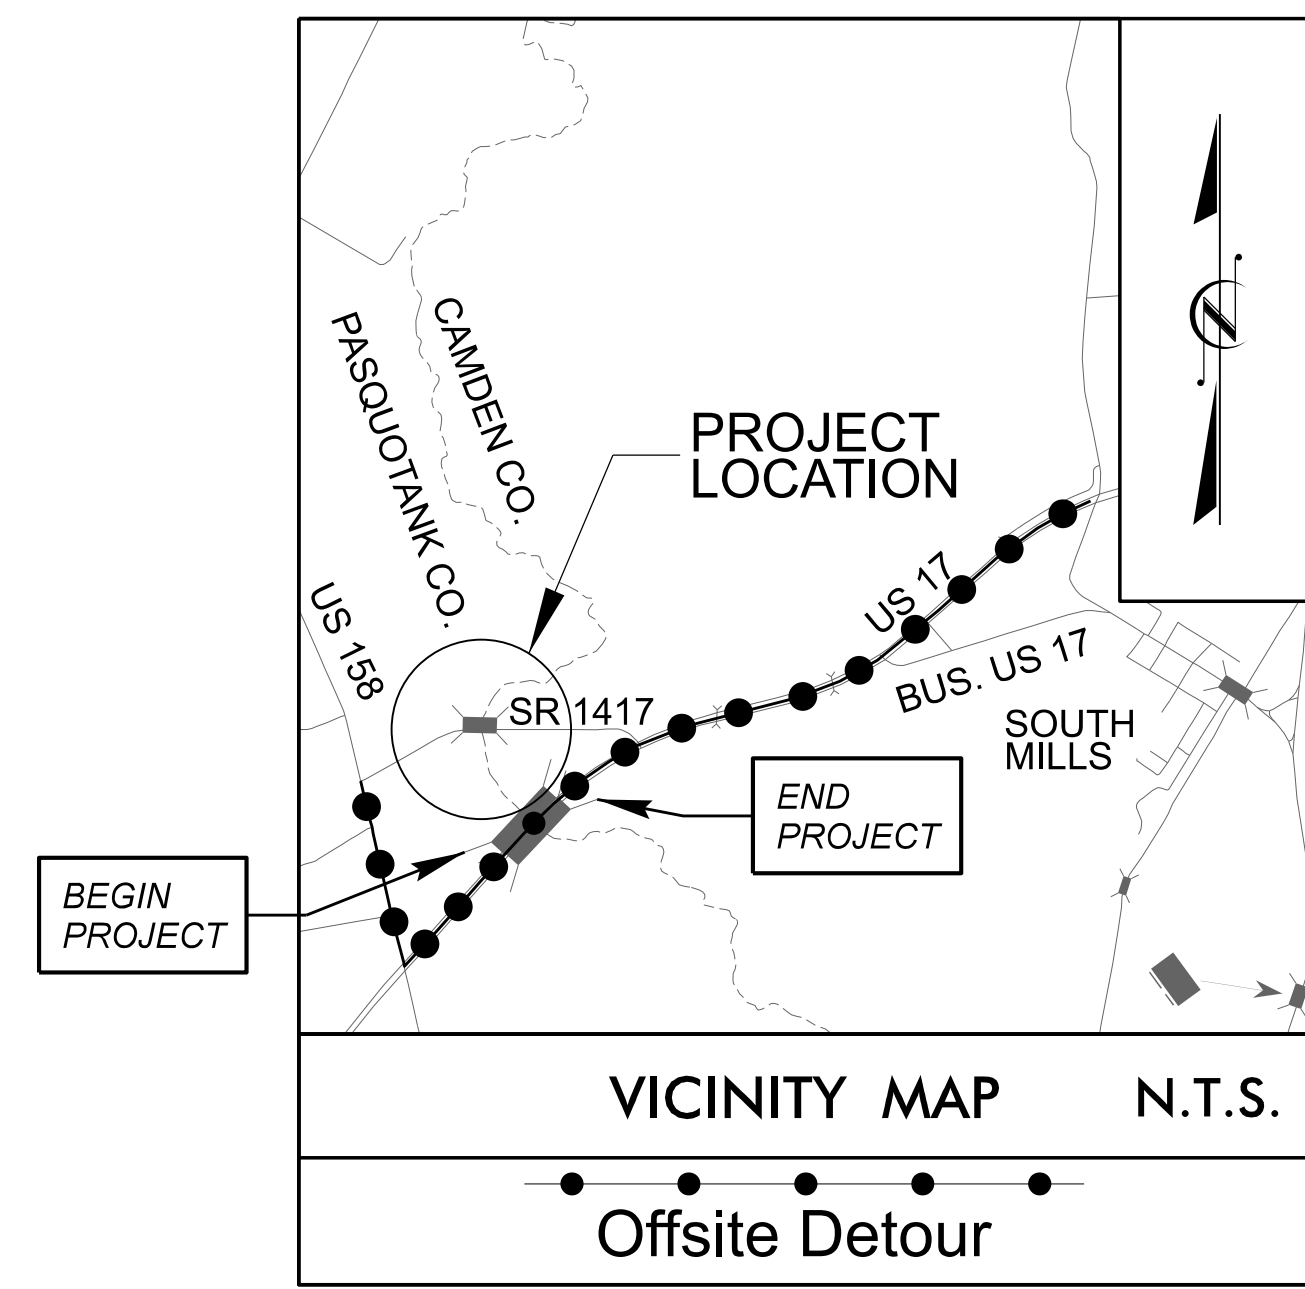 CAMDEN CO.
PASQUOTANK CO.
PROJECT
LOCATION
US 17
US 158
BUS. US 17
SR 1417
SOUTH
MILLS
END
PROJECT
BEGIN
PROJECT
N
VICINITY MAP N.T.S.
Offsite Detour